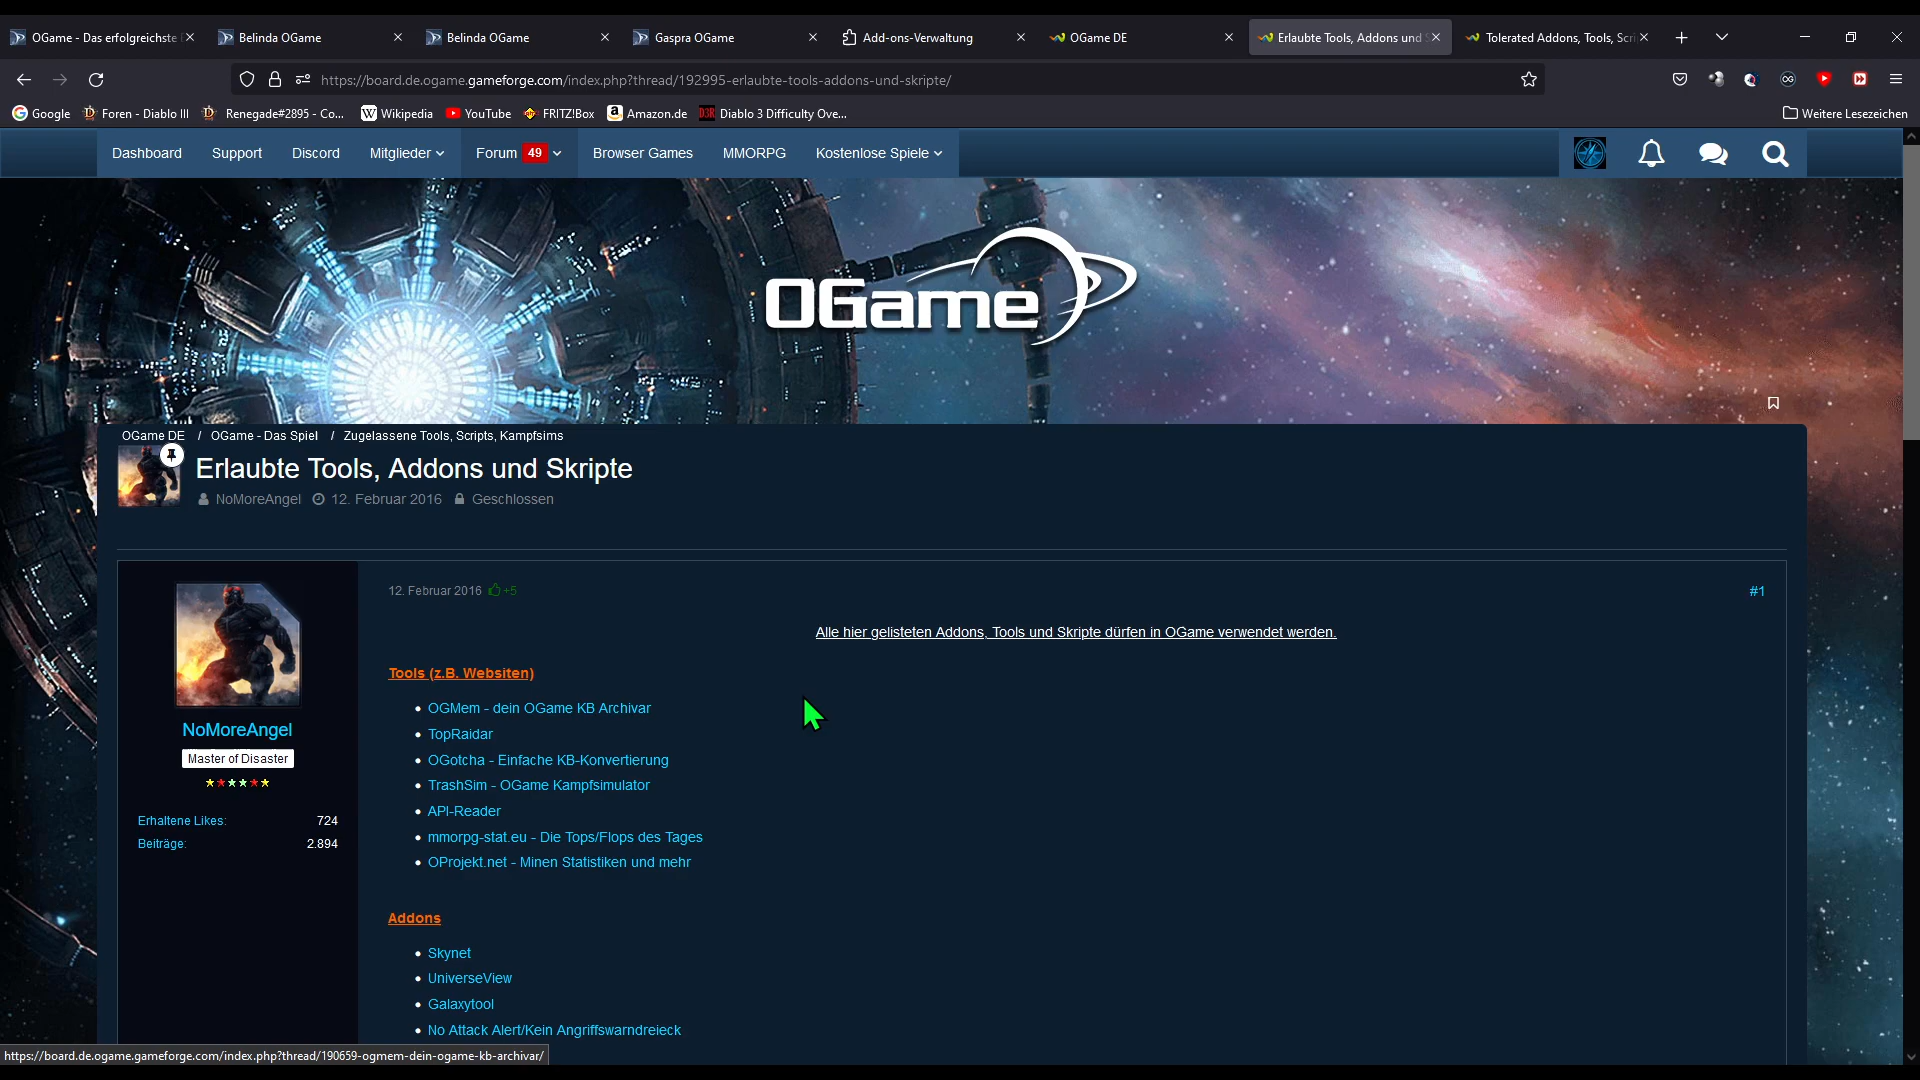 OGame - Das erfolgreichste
Belinda OGame
Belinda OGame
Gaspra OGame
Add-ons-Verwaltung
OGame DE
Erlaubte Tools, Addons und
Tolerated Addons, Tools, Scri
https://board.de.ogame.gameforge.com/index.php?thread/192995-erlaubte-tools-addons-und-skripte/
Google
Foren - Diablo III
Renegade#2895 - Co...
Wikipedia
YouTube
FRITZ!Box
Amazon.de
Diablo 3 Difficulty Ove...
Weitere Lesezeichen
Dashboard
Support
Discord
Mitglieder
Forum 49
Browser Games
MMORPG
Kostenlose Spiele
OGame
OGame DE / OGame - Das Spiel / Zugelassene Tools, Scripts, Kampfsims
Erlaubte Tools, Addons und Skripte
NoMoreAngel 12. Februar 2016 Geschlossen
NoMoreAngel
Master of Disaster
Erhaltene Likes: 724
Beiträge: 2.894
12. Februar 2016 +5
#1
Alle hier gelisteten Addons, Tools und Skripte dürfen in OGame verwendet werden.
Tools (z.B. Websiten)
OGMem - dein OGame KB Archivar
TopRaidar
OGotcha - Einfache KB-Konvertierung
TrashSim - OGame Kampfsimulator
API-Reader
mmorpg-stat.eu - Die Tops/Flops des Tages
OProjekt.net - Minen Statistiken und mehr
Addons
Skynet
UniverseView
Galaxytool
No Attack Alert/Kein Angriffswarndreieck
https://board.de.ogame.gameforge.com/index.php?thread/190659-ogmem-dein-ogame-kb-archivar/